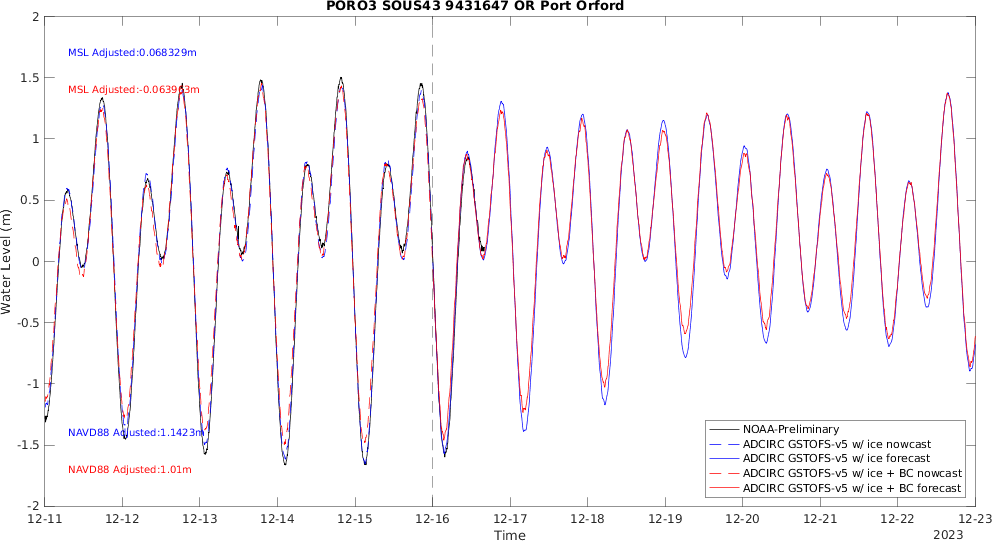 PORO3 SOUS43 9431647 OR Port Orford
2
1.5
1
0.5
0
-0.5
-1
-1.5
-2
Water Level (m)
MSL Adjusted:0.068329m
MSL Adjusted:-0.063963m
NAVD88 Adjusted:1.1423m
NAVD88 Adjusted:1.01m
NOAA-Preliminary
ADCIRC GSTOFS-v5 w/ ice nowcast
ADCIRC GSTOFS-v5 w/ ice forecast
ADCIRC GSTOFS-v5 w/ ice + BC nowcast
ADCIRC GSTOFS-v5 w/ ice + BC forecast
12-11 12-12 12-13 12-14 12-15 12-16 12-17 12-18 12-19 12-20 12-21 12-22 12-23
Time
2023